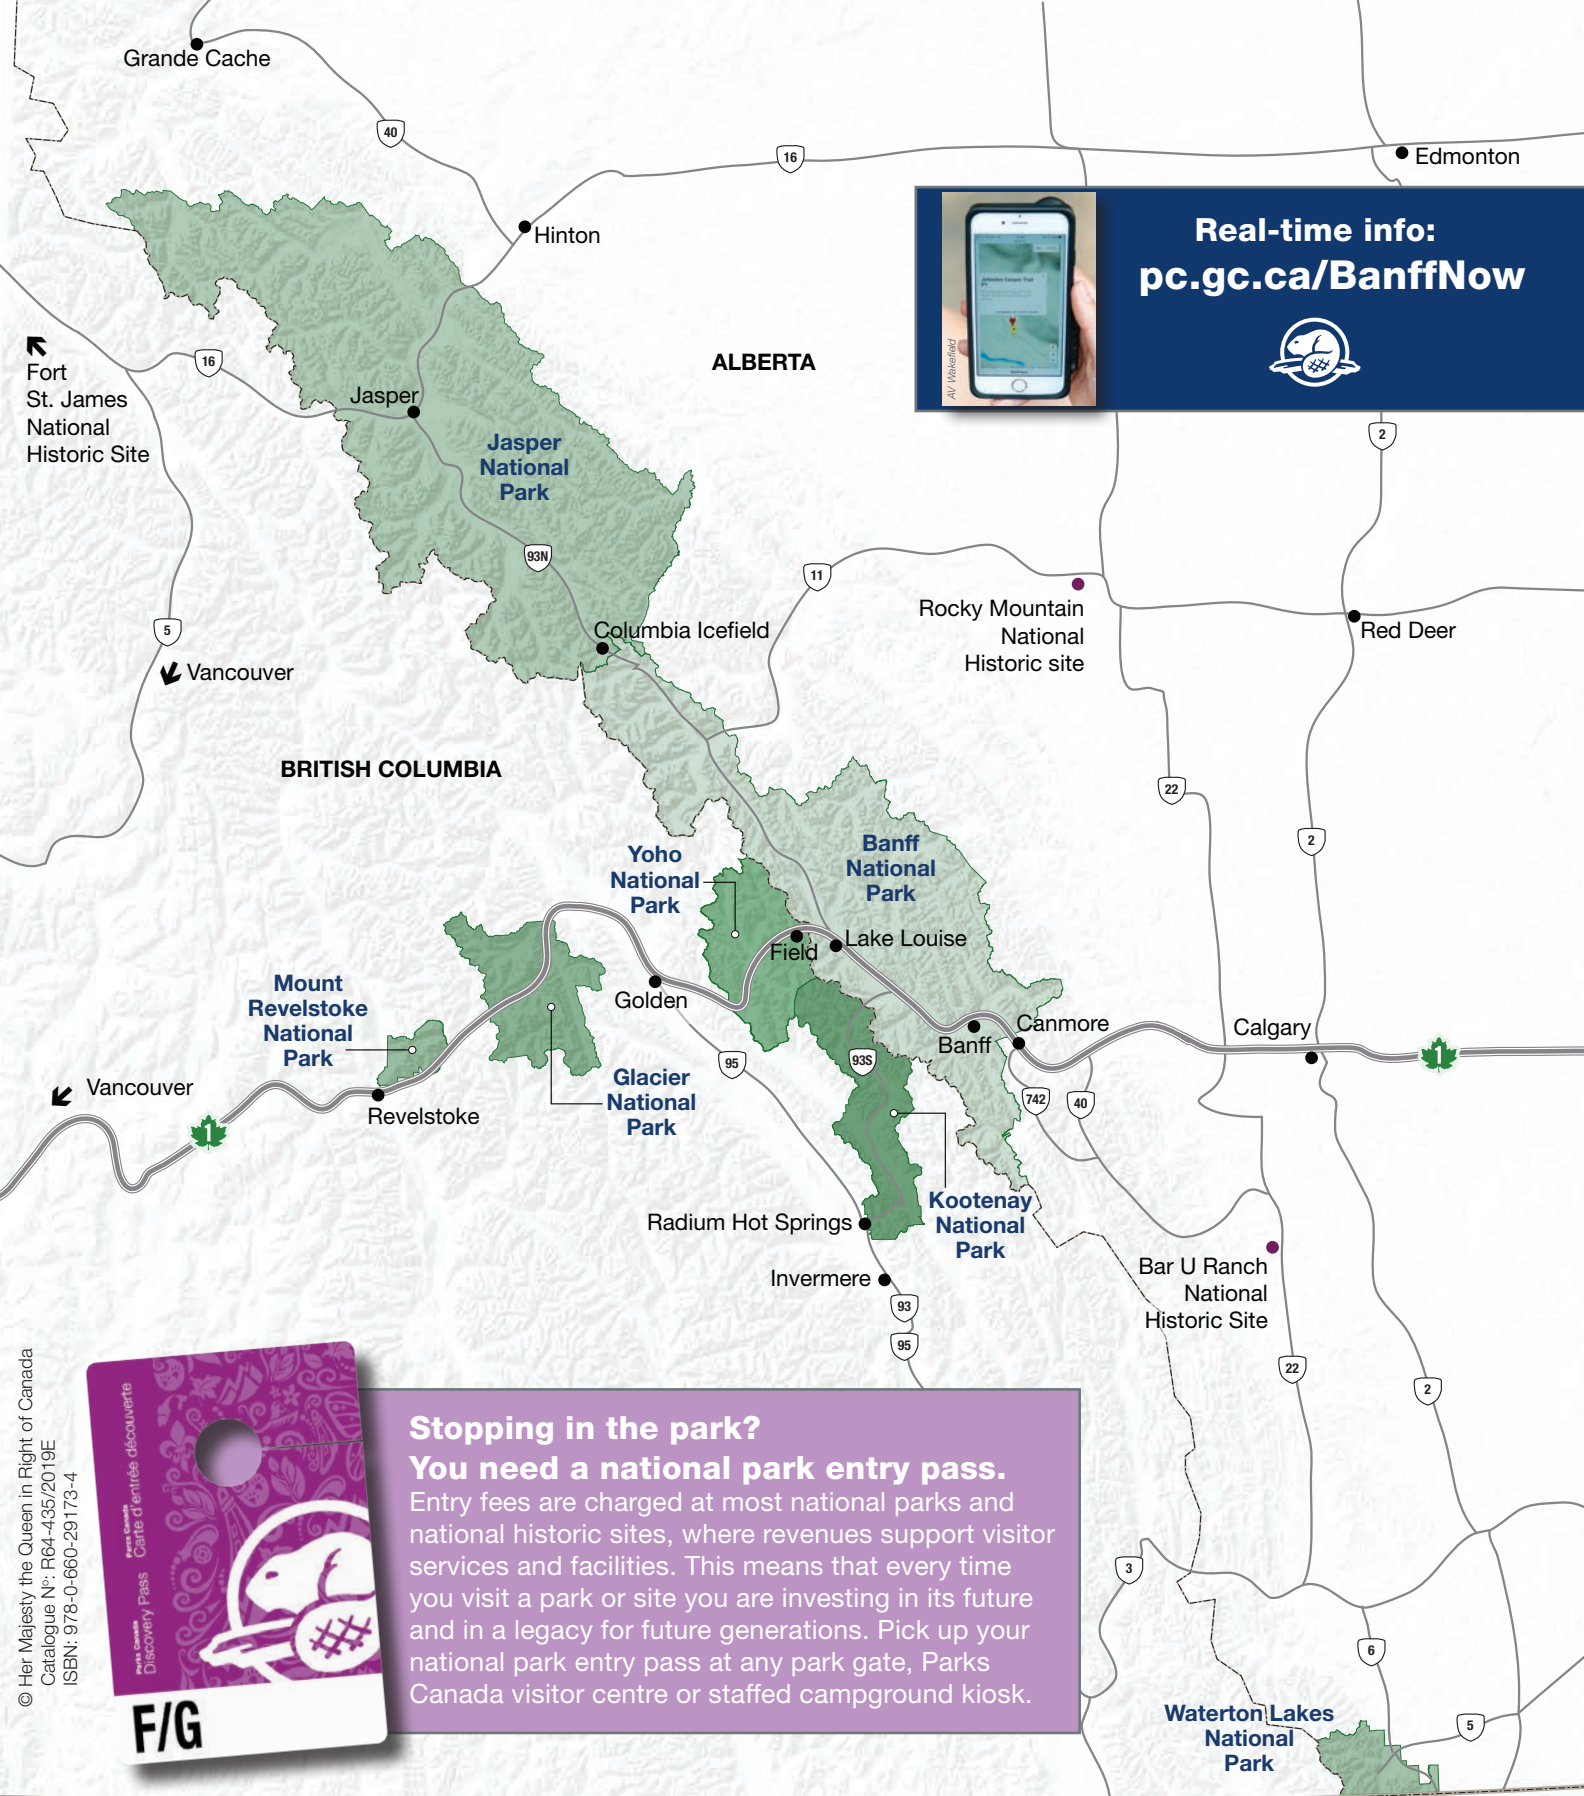 Grande Cache
40
16
Edmonton
Hinton
Real-time info:
pc.gc.ca/BanffNow
AV Wakefield
ALBERTA
Fort
St. James
National
Historic Site
16
Jasper
Jasper
National
Park
2
93N
11
Rocky Mountain
National
Historic site
Red Deer
5
Vancouver
Columbia Icefield
BRITISH COLUMBIA
22
2
Yoho
National
Park
Banff
National
Park
Field
Lake Louise
Golden
Mount
Revelstoke
National
Park
Canmore
Banff
Calgary
1
95
93S
742
40
Vancouver
1
Revelstoke
Glacier
National
Park
Kootenay
National
Park
Radium Hot Springs
Invermere
93
95
Bar U Ranch
National
Historic Site
22
2
© Her Majesty the Queen in Right of Canada
Catalogue N°: R64-435/2019E
ISBN: 978-0-660-29173-4
Parks Canada
Discovery Pass
Parcs Canada
Carte d'entrée découverte
F/G
Stopping in the park?
You need a national park entry pass.
Entry fees are charged at most national parks and
national historic sites, where revenues support visitor
services and facilities. This means that every time
you visit a park or site you are investing in its future
and in a legacy for future generations. Pick up your
national park entry pass at any park gate, Parks
Canada visitor centre or staffed campground kiosk.
3
6
5
Waterton Lakes
National
Park